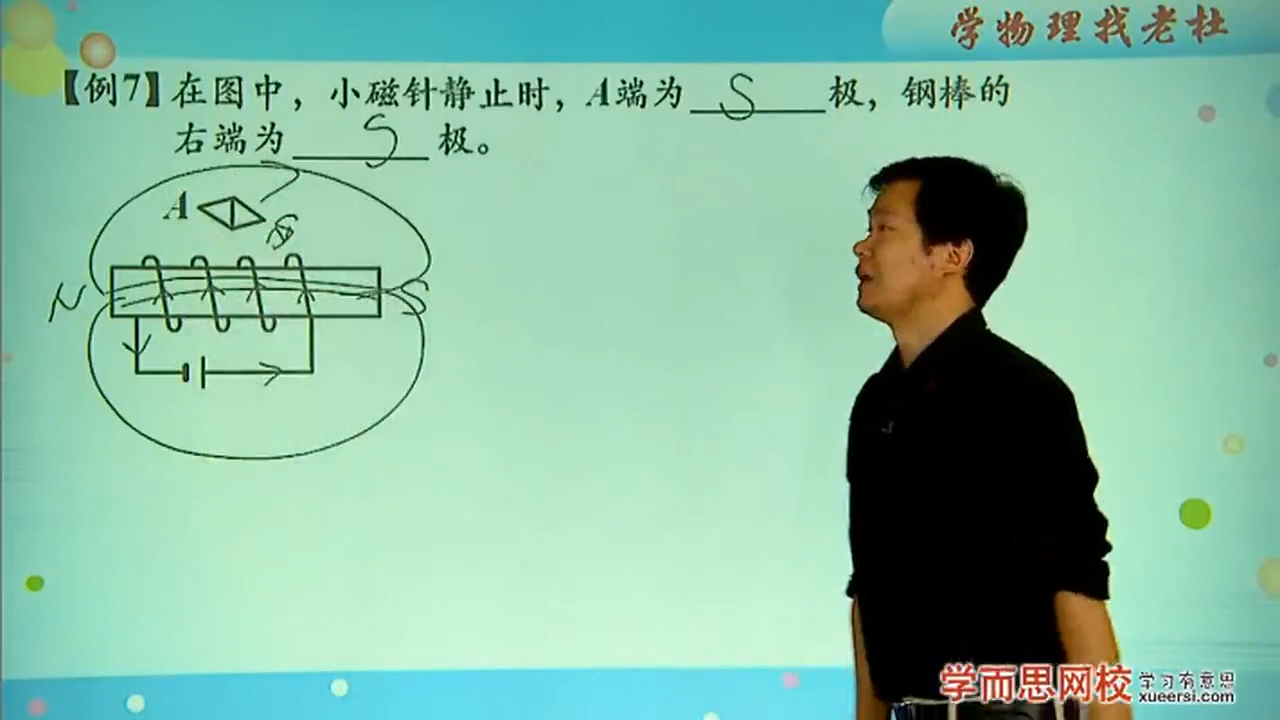 学物理找老杜
【例7】在图中，小磁针静止时，A端为 S 极，钢棒的
右端为 S 极。
A
N
S
学而思网校 学习有意思
xueersi.com